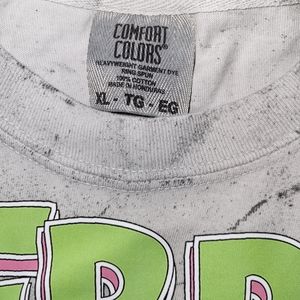 COMFORT
COLORS®
HEAVYWEIGHT GARMENT DYE
RING SPUN
100% COTTON
MADE IN HONDURAS
XL - TG - EG